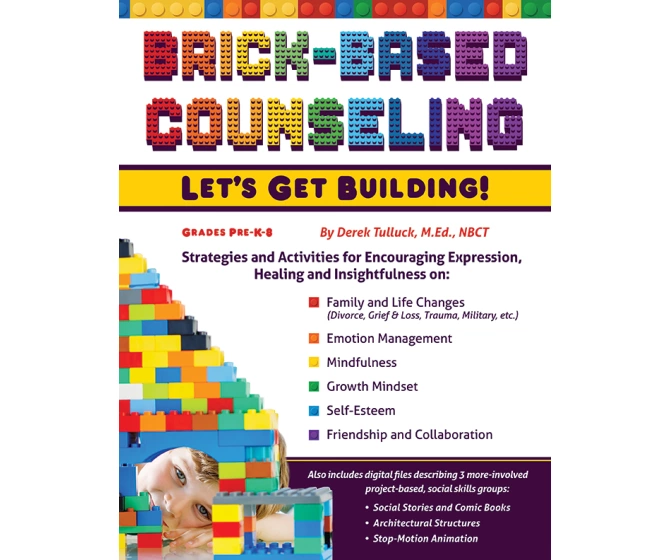 BRICK-BASED
COUNSELING
LET'S GET BUILDING!
GRADES PRE-K-8 By Derek Tulluck, M.Ed., NBCT
Strategies and Activities for Encouraging Expression,
Healing and Insightfulness on:
Family and Life Changes
(Divorce, Grief & Loss, Trauma, Military, etc.)
Emotion Management
Mindfulness
Growth Mindset
Self-Esteem
Friendship and Collaboration
Also includes digital files describing 3 more-involved
project-based, social skills groups:
• Social Stories and Comic Books
• Architectural Structures
• Stop-Motion Animation